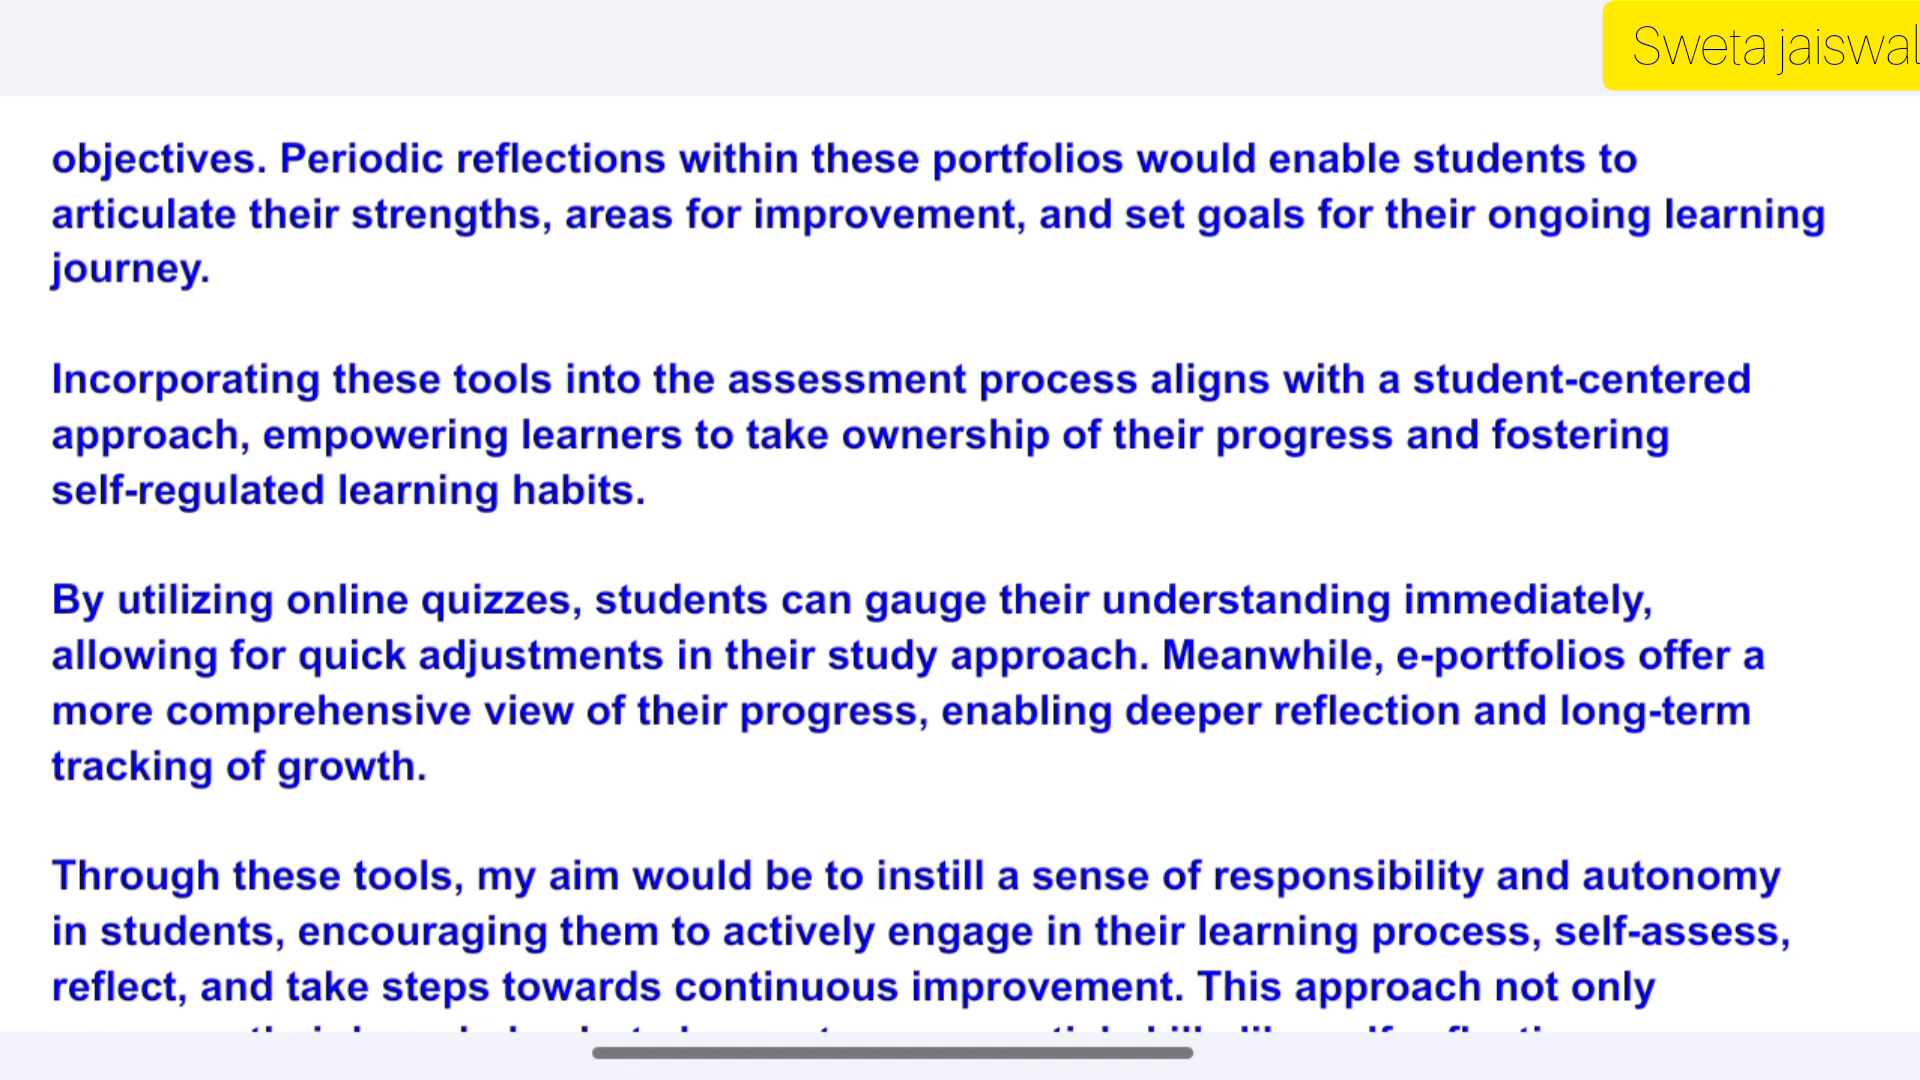 Sweta jaiswal
objectives. Periodic reflections within these portfolios would enable students to
articulate their strengths, areas for improvement, and set goals for their ongoing learning
journey.
Incorporating these tools into the assessment process aligns with a student-centered
approach, empowering learners to take ownership of their progress and fostering
self-regulated learning habits.
By utilizing online quizzes, students can gauge their understanding immediately,
allowing for quick adjustments in their study approach. Meanwhile, e-portfolios offer a
more comprehensive view of their progress, enabling deeper reflection and long-term
tracking of growth.
Through these tools, my aim would be to instill a sense of responsibility and autonomy
in students, encouraging them to actively engage in their learning process, self-assess,
reflect, and take steps towards continuous improvement. This approach not only